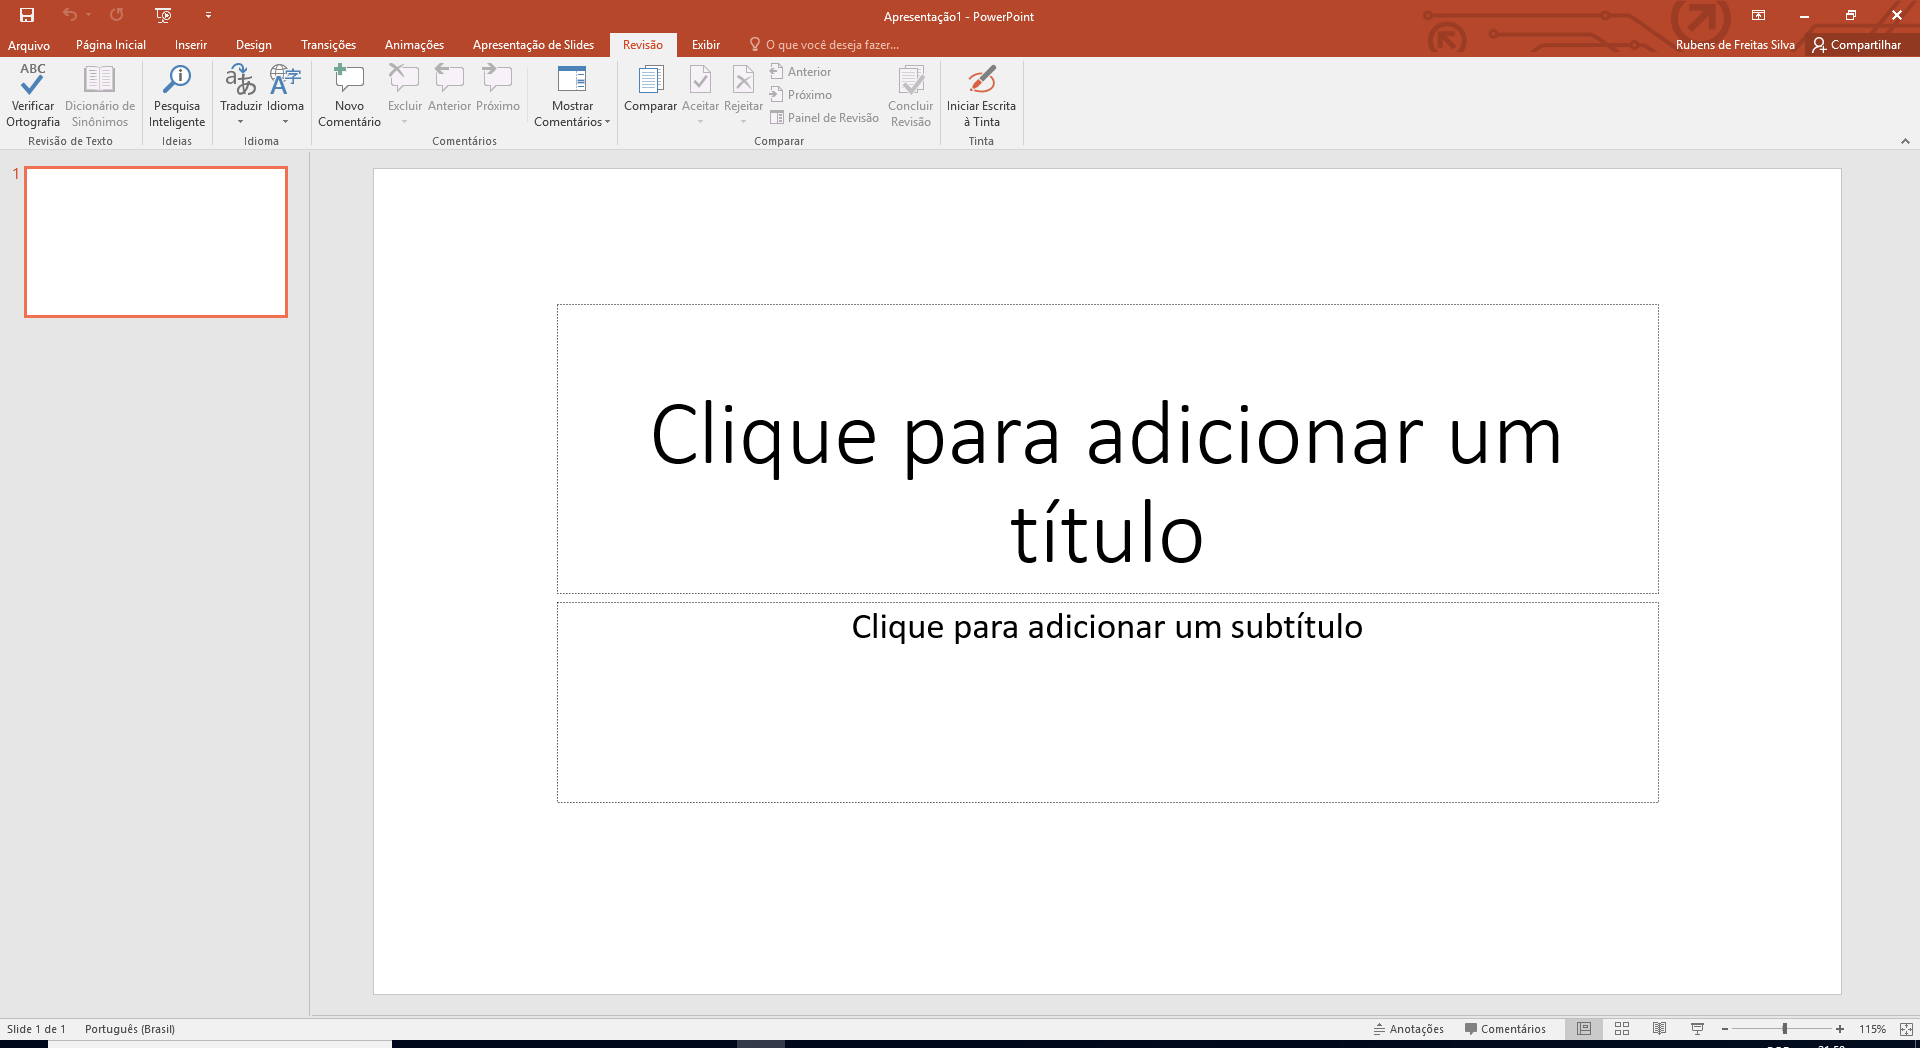 Apresentação1 - PowerPoint
Arquivo Página Inicial Inserir Design Transições Animações Apresentação de Slides Revisão Exibir O que você deseja fazer... Rubens de Freitas Silva Compartilhar
ABC
Verificar Ortografia
Dicionário de Sinônimos
Revisão de Texto
Pesquisa Inteligente
Ideias
Traduzir
Idioma
Idioma
Novo Comentário
Excluir
Anterior
Próximo
Mostrar Comentários
Comentários
Comparar
Aceitar
Rejeitar
Anterior
Próximo
Painel de Revisão
Concluir Revisão
Comparar
Iniciar Escrita à Tinta
Tinta
1
Clique para adicionar um
título
Clique para adicionar um subtítulo
Slide 1 de 1 Português (Brasil) Anotações Comentários 115%